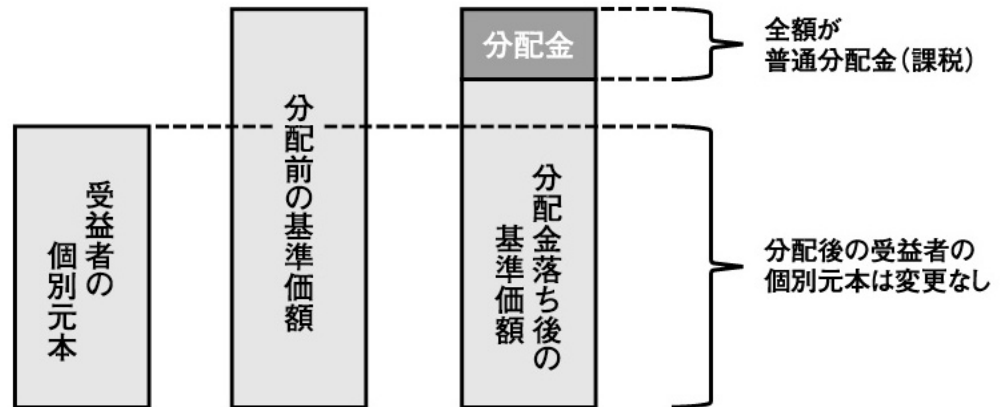 受益者の
個別元本
分配前の基準価額
分配金
分配金落ち後の
基準価額
全額が
普通分配金（課税）
分配後の受益者の
個別元本は変更なし